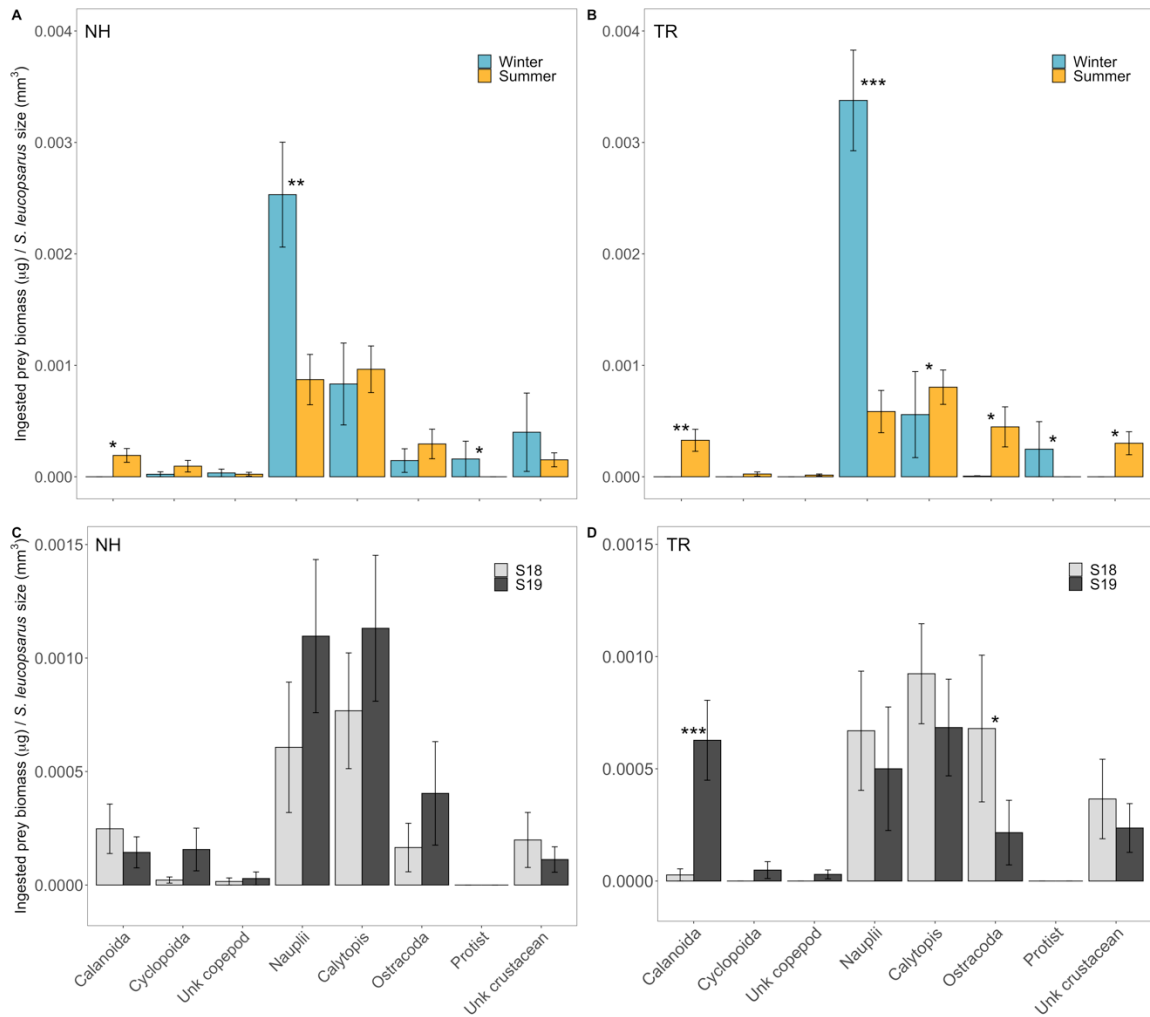 A
NH
Winter
Summer
0.004
0.003
0.002
0.001
0.000
Ingested prey biomass (μg) / S. leucopsarus size (mm³)
*
**
*
B
TR
Winter
Summer
0.004
0.003
0.002
0.001
0.000
**
***
*
*
*
*
C
NH
S18
S19
0.0015
0.0010
0.0005
0.0000
Ingested prey biomass (μg) / S. leucopsarus size (mm³)
Calanoida
Cyclopoida
Unk copepod
Nauplii
Calytopis
Ostracoda
Protist
Unk crustacean
D
TR
S18
S19
0.0015
0.0010
0.0005
0.0000
***
*
Calanoida
Cyclopoida
Unk copepod
Nauplii
Calytopis
Ostracoda
Protist
Unk crustacean